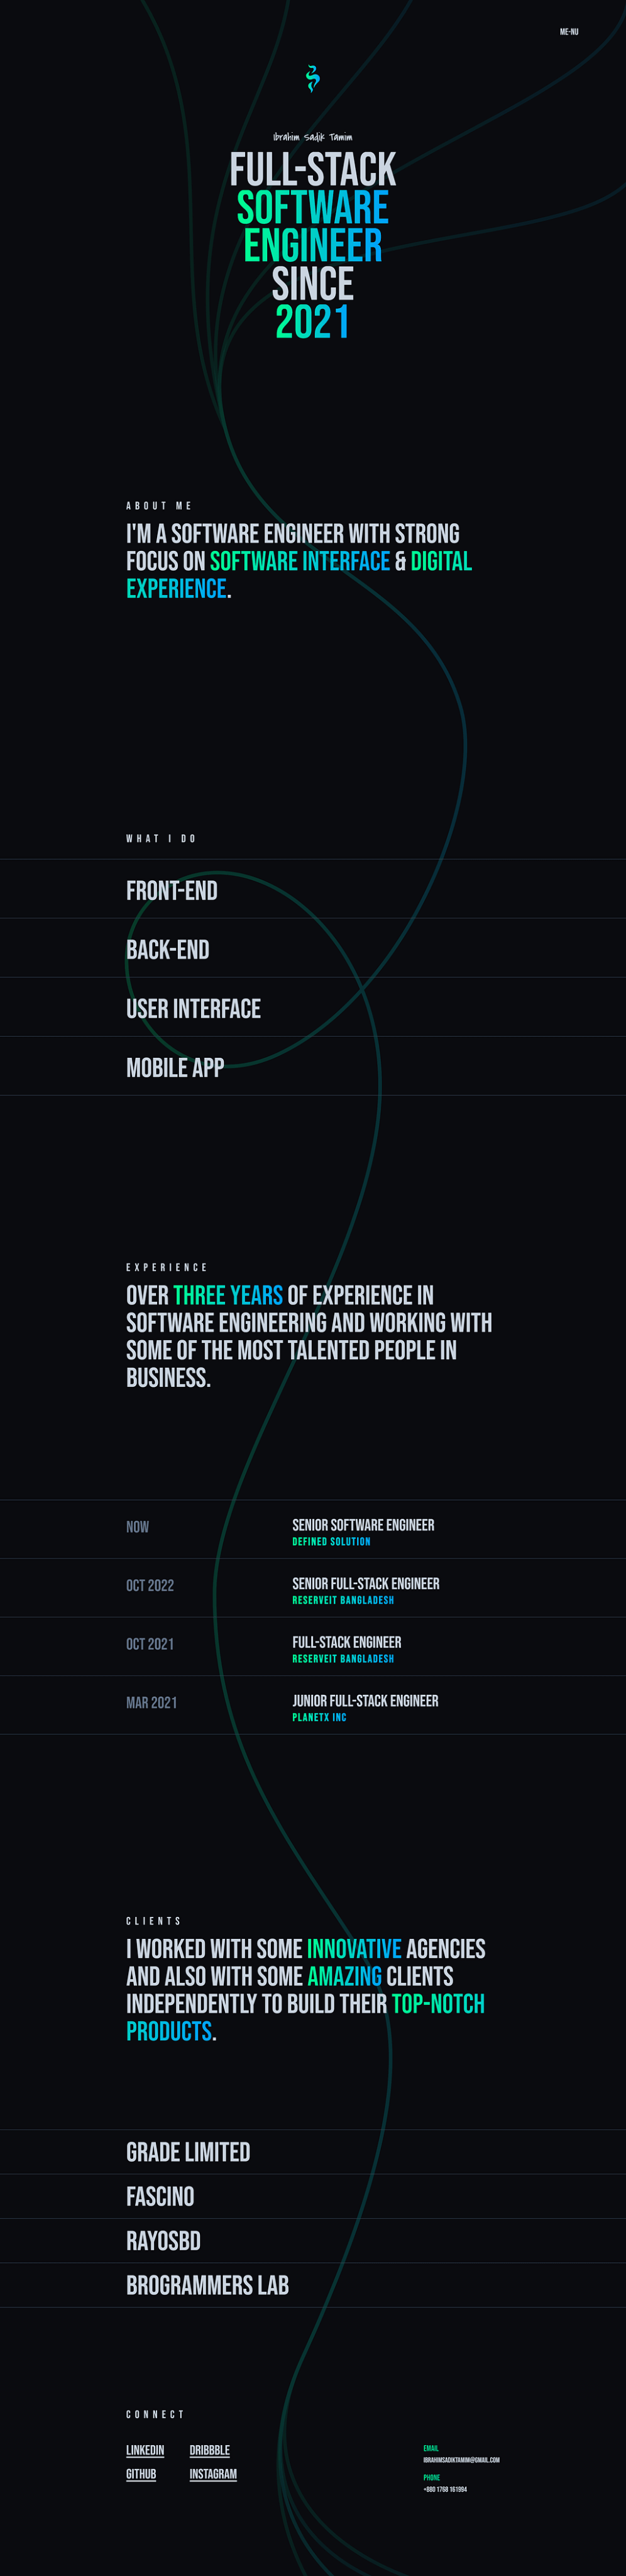 ME-NU
Ibrahim Sadik Tamim
FULL-STACK
SOFTWARE
ENGINEER
SINCE
2021
ABOUT ME
I'M A SOFTWARE ENGINEER WITH STRONG
FOCUS ON SOFTWARE INTERFACE & DIGITAL
EXPERIENCE.
WHAT I DO
FRONT-END
BACK-END
USER INTERFACE
MOBILE APP
EXPERIENCE
OVER THREE YEARS OF EXPERIENCE IN
SOFTWARE ENGINEERING AND WORKING WITH
SOME OF THE MOST TALENTED PEOPLE IN
BUSINESS.
NOW
SENIOR SOFTWARE ENGINEER
DEFINED SOLUTION
OCT 2022
SENIOR FULL-STACK ENGINEER
RESERVEIT BANGLADESH
OCT 2021
FULL-STACK ENGINEER
RESERVEIT BANGLADESH
MAR 2021
JUNIOR FULL-STACK ENGINEER
PLANETX INC
CLIENTS
I WORKED WITH SOME INNOVATIVE AGENCIES
AND ALSO WITH SOME AMAZING CLIENTS
INDEPENDENTLY TO BUILD THEIR TOP-NOTCH
PRODUCTS.
GRADE LIMITED
FASCINO
RAYOSBD
BROGRAMMERS LAB
CONNECT
LINKEDIN DRIBBBLE
GITHUB INSTAGRAM
EMAIL
IBRAHIMSADIKTAMIM@GMAIL.COM
PHONE
+880 1768 161994